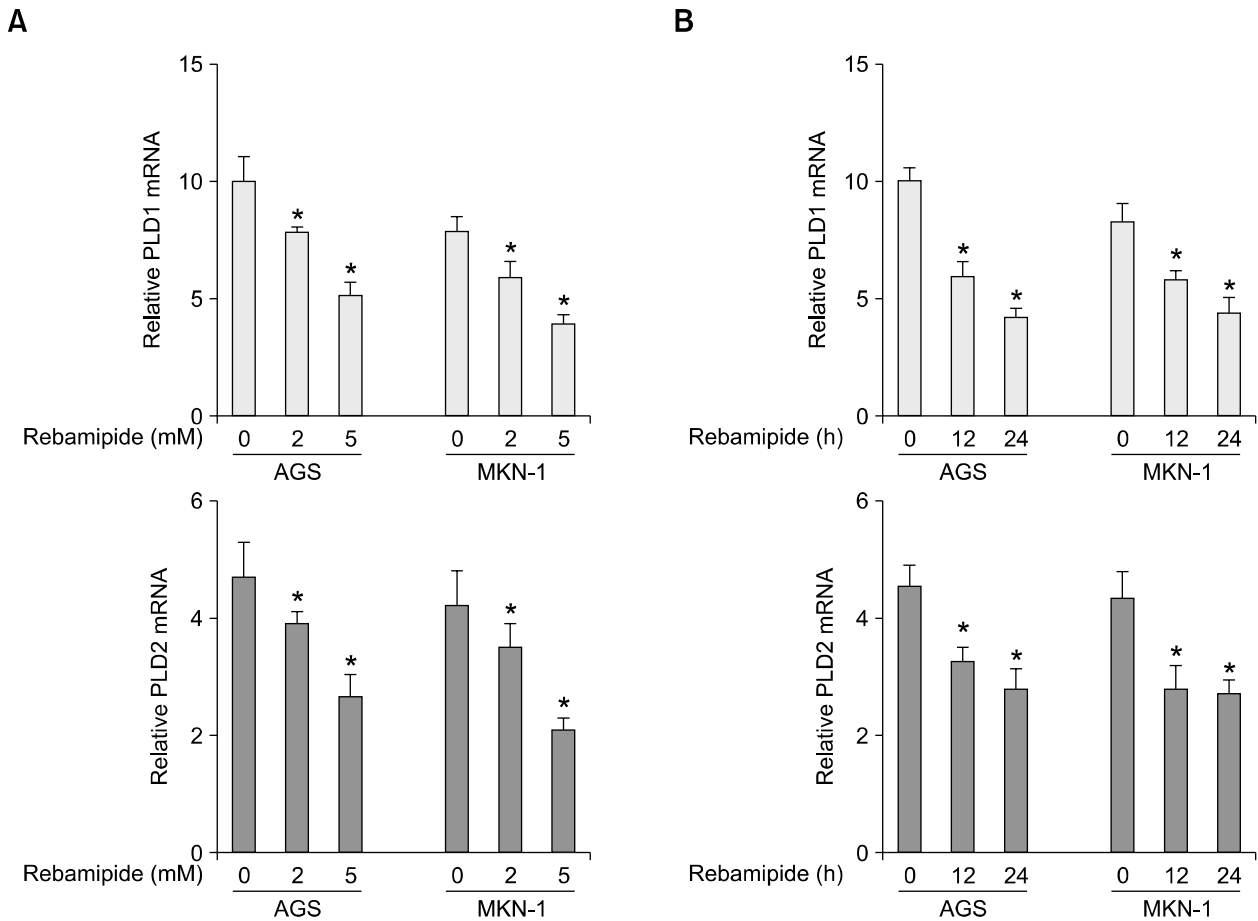 A
15
10
5
0
Relative PLD1 mRNA
Rebamipide (mM) 0 2 5 0 2 5
AGS MKN-1
B
15
10
5
0
Relative PLD1 mRNA
Rebamipide (h) 0 12 24 0 12 24
AGS MKN-1
6
4
2
0
Relative PLD2 mRNA
Rebamipide (mM) 0 2 5 0 2 5
AGS MKN-1
6
4
2
0
Relative PLD2 mRNA
Rebamipide (h) 0 12 24 0 12 24
AGS MKN-1